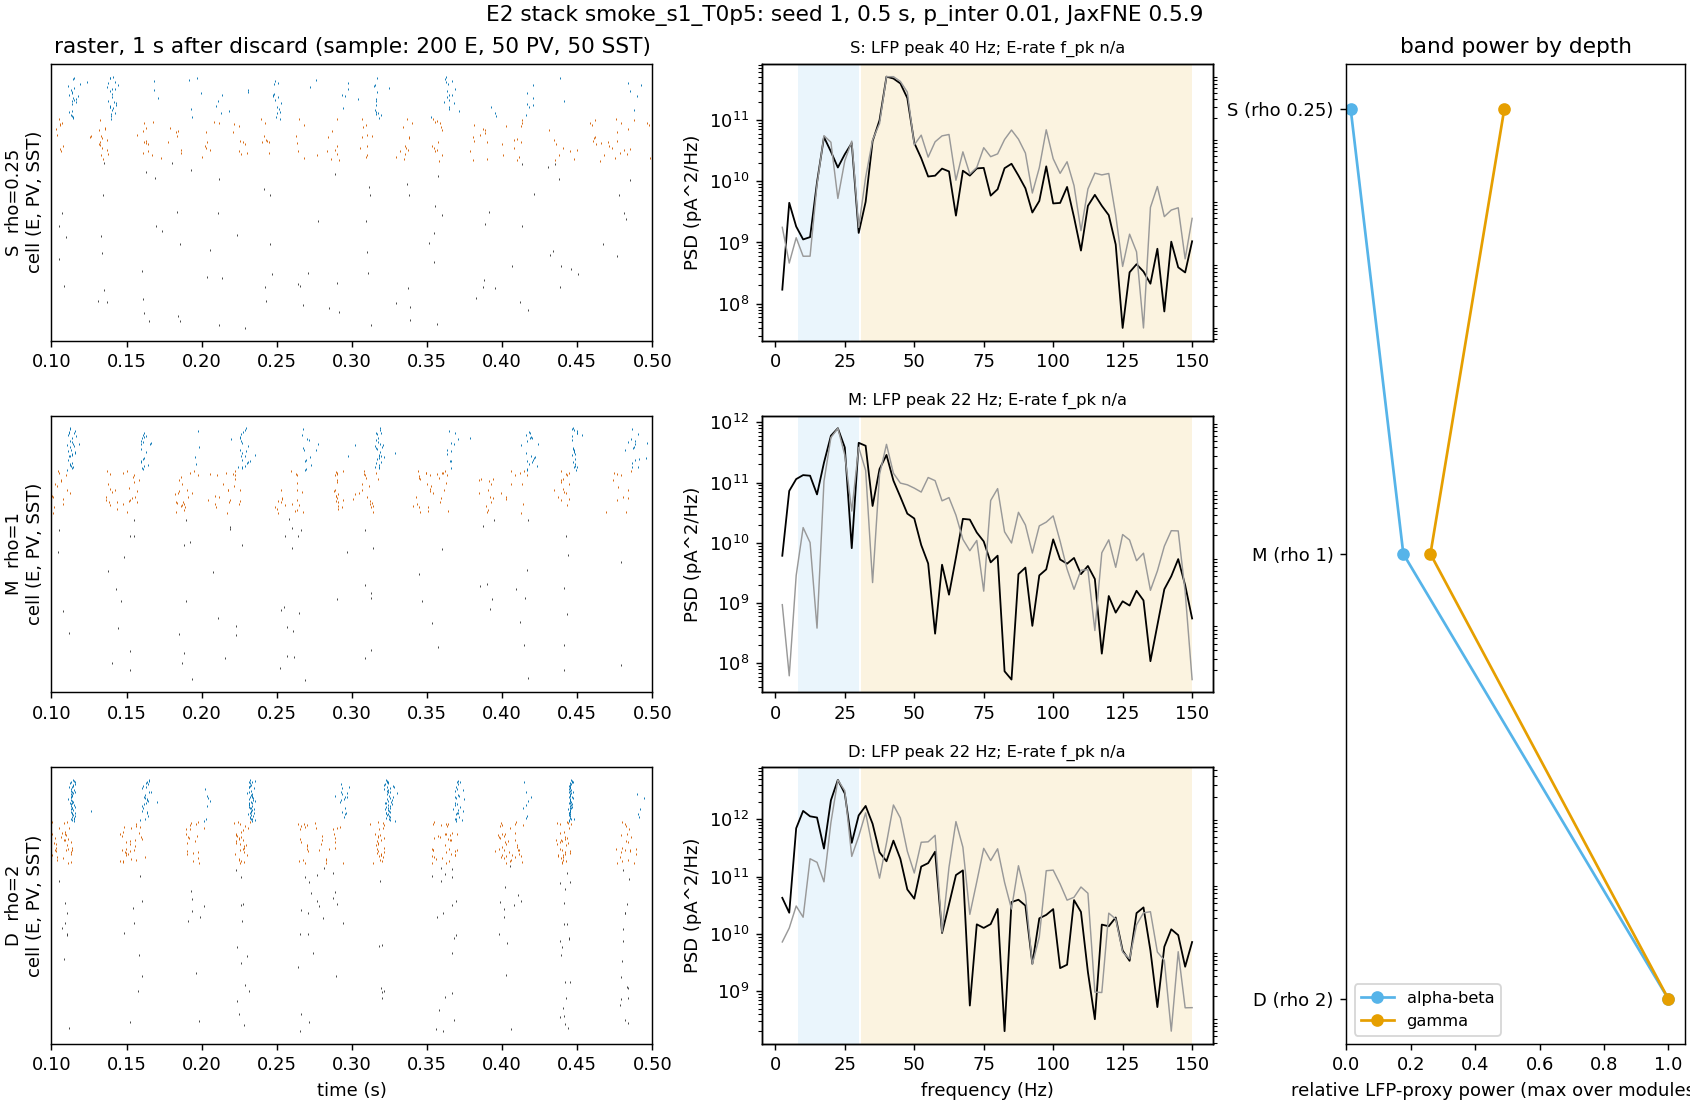 E2 stack smoke_s1_T0p5: seed 1, 0.5 s, p_inter 0.01, JaxFNE 0.5.9
raster, 1 s after discard (sample: 200 E, 50 PV, 50 SST)
S rho=0.25
cell (E, PV, SST)
0.10 0.15 0.20 0.25 0.30 0.35 0.40 0.45 0.50
S: LFP peak 40 Hz; E-rate f_pk n/a
PSD (pA^2/Hz)
10^11
10^10
10^9
10^8
0 25 50 75 100 125 150
M rho=1
cell (E, PV, SST)
0.10 0.15 0.20 0.25 0.30 0.35 0.40 0.45 0.50
M: LFP peak 22 Hz; E-rate f_pk n/a
PSD (pA^2/Hz)
10^12
10^11
10^10
10^9
10^8
0 25 50 75 100 125 150
D rho=2
cell (E, PV, SST)
0.10 0.15 0.20 0.25 0.30 0.35 0.40 0.45 0.50
time (s)
D: LFP peak 22 Hz; E-rate f_pk n/a
PSD (pA^2/Hz)
10^12
10^11
10^10
10^9
0 25 50 75 100 125 150
frequency (Hz)
band power by depth
S (rho 0.25)
M (rho 1)
D (rho 2)
alpha-beta
gamma
0.0 0.2 0.4 0.6 0.8 1.0
relative LFP-proxy power (max over modules